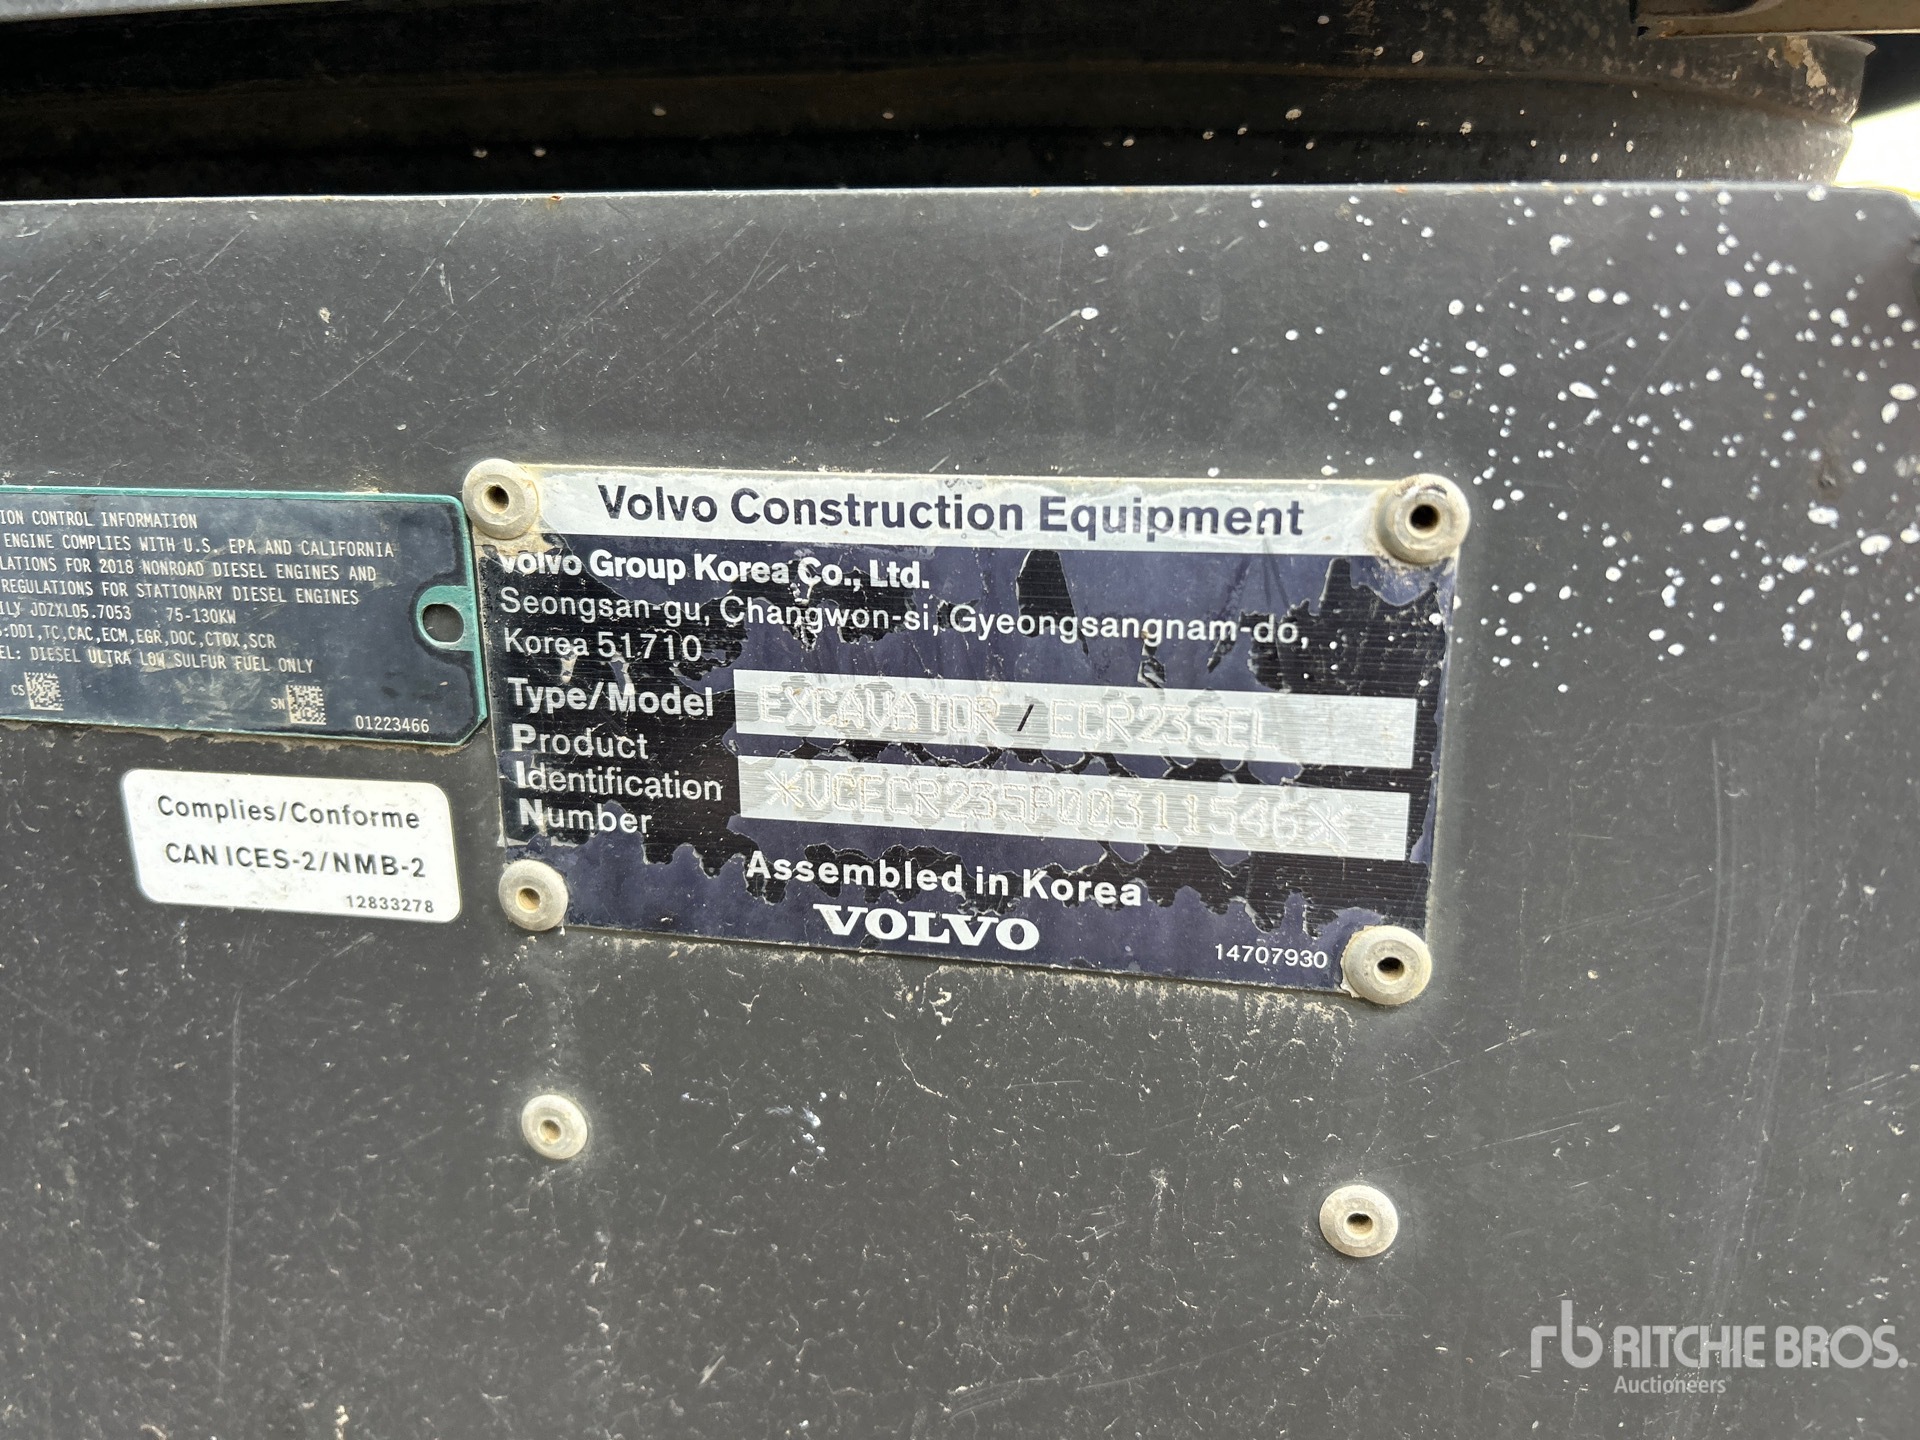 ION CONTROL INFORMATION
ENGINE COMPLIES WITH U.S. EPA AND CALIFORNIA
LATIONS FOR 2018 NONROAD DIESEL ENGINES AND
REGULATIONS FOR STATIONARY DIESEL ENGINES
ILY JDZXL05.7053 75-130KW
S:DDI,TC,CAC,ECM,EGR,DOC,CTOX,SCR
EL: DIESEL ULTRA LOW SULFUR FUEL ONLY
CS SN 01223466
Complies/Conforme
CAN ICES-2/NMB-2
12833278
Volvo Construction Equipment
Volvo Group Korea Co., Ltd.
Seongsan-gu, Changwon-si, Gyeongsangnam-do,
Korea 51710
Type/Model EXCAVATOR / ECR235EL
Product
Identification *VCECR235P00311546*
Number
Assembled in Korea
VOLVO
14707930
rb RITCHIE BROS.
Auctioneers